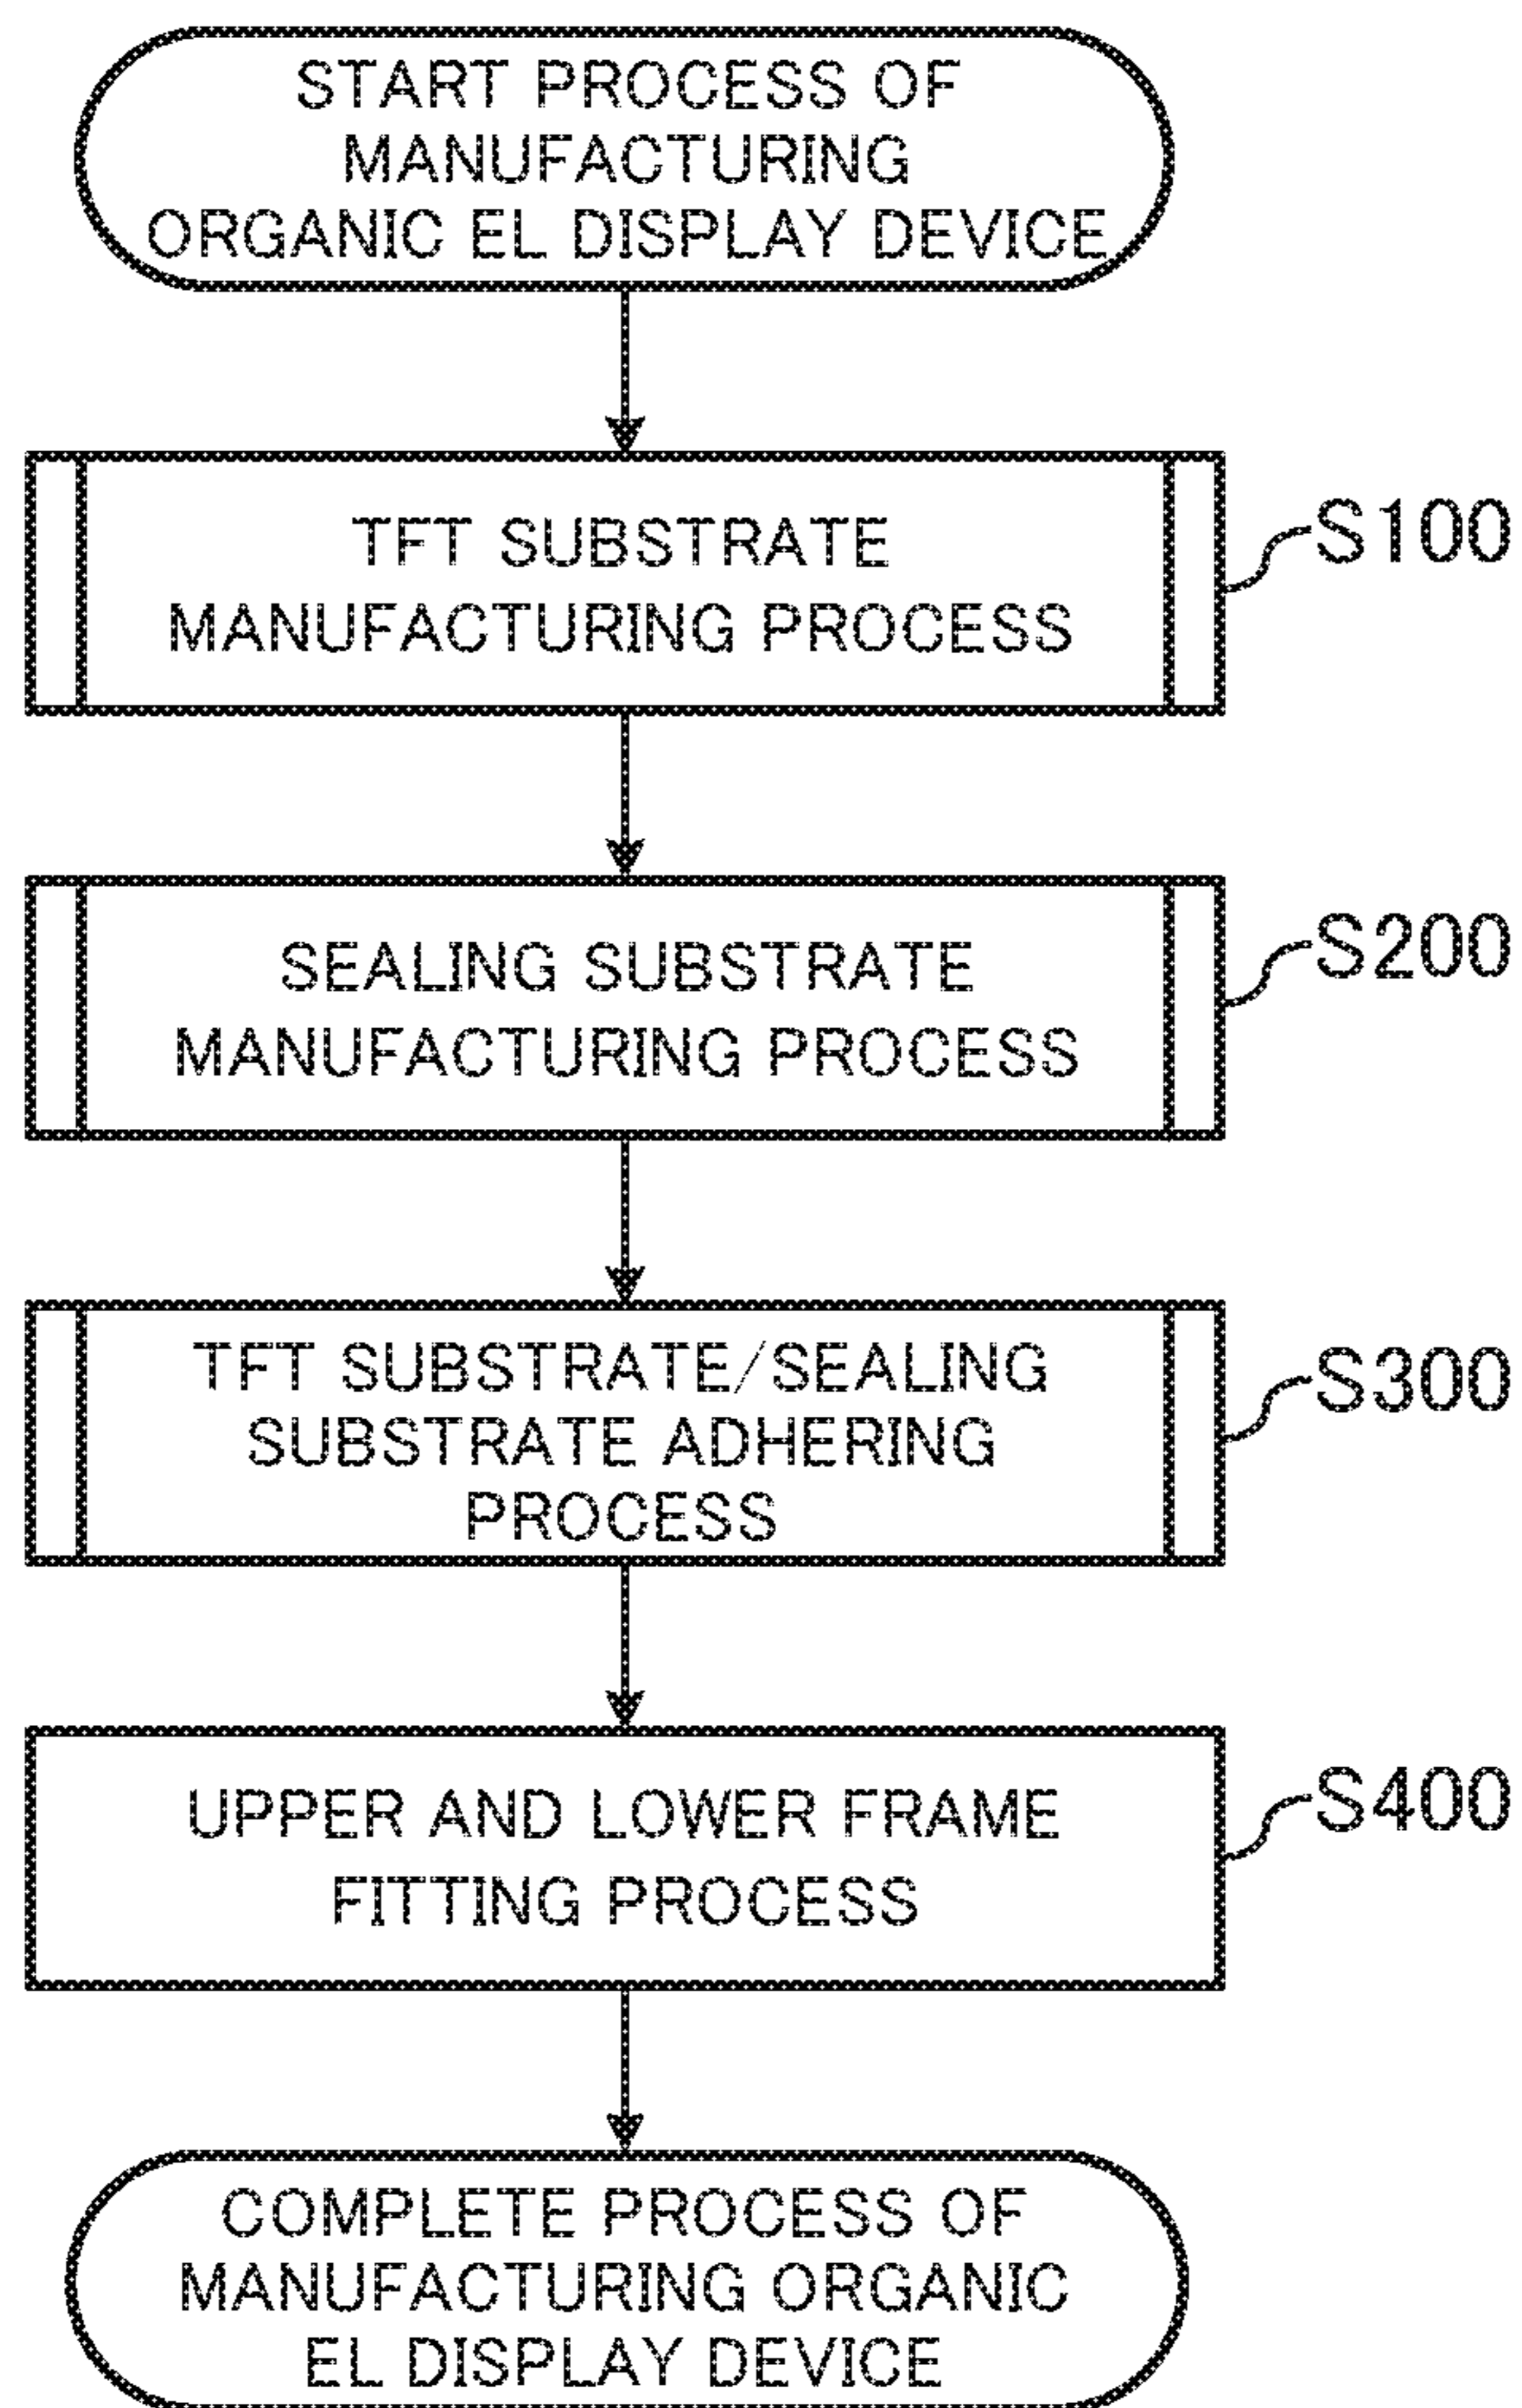 START PROCESS OF
MANUFACTURING
ORGANIC EL DISPLAY DEVICE
TFT SUBSTRATE
MANUFACTURING PROCESS
S100
SEALING SUBSTRATE
MANUFACTURING PROCESS
S200
TFT SUBSTRATE/SEALING
SUBSTRATE ADHERING
PROCESS
S300
UPPER AND LOWER FRAME
FITTING PROCESS
S400
COMPLETE PROCESS OF
MANUFACTURING ORGANIC
EL DISPLAY DEVICE